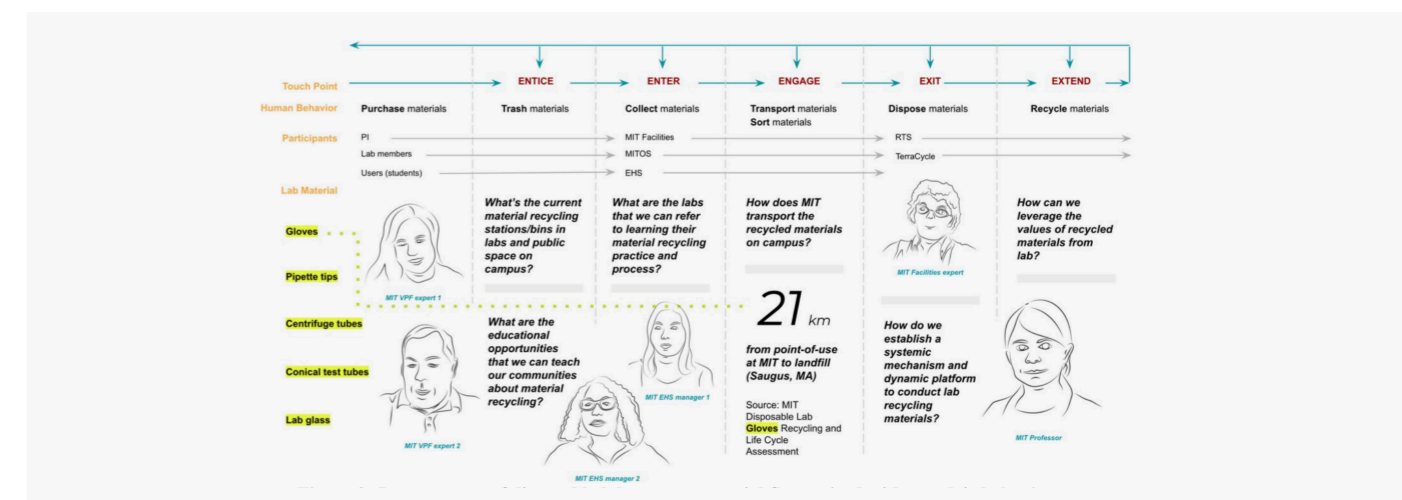 Touch Point
ENTICE
ENTER
ENGAGE
EXIT
EXTEND
Human Behavior
Purchase materials
Trash materials
Collect materials
Transport materials
Sort materials
Dispose materials
Recycle materials
Participants
PI
MIT Facilities
RTS
Lab members
MITOS
TerraCycle
Users (students)
EHS
Lab Material
Gloves
Pipette tips
Centrifuge tubes
Conical test tubes
Lab glass
MIT VPF expert 1
MIT VPF expert 2
What's the current
material recycling
stations/bins in
labs and public
space on
campus?
What are the
educational
opportunities
that we can teach
our communities
about material
recycling?
What are the labs
that we can refer
to learning their
material recycling
practice and
process?
MIT EHS manager 1
MIT EHS manager 2
How does MIT
transport the
recycled materials
on campus?
21 km
from point-of-use
at MIT to landfill
(Saugus, MA)
Source: MIT
Disposable Lab
Gloves Recycling and
Life Cycle
Assessment
MIT Facilities expert
How do we
establish a
systemic
mechanism and
dynamic platform
to conduct lab
recycling
materials?
How can we
leverage the
values of recycled
materials from
lab?
MIT Professor